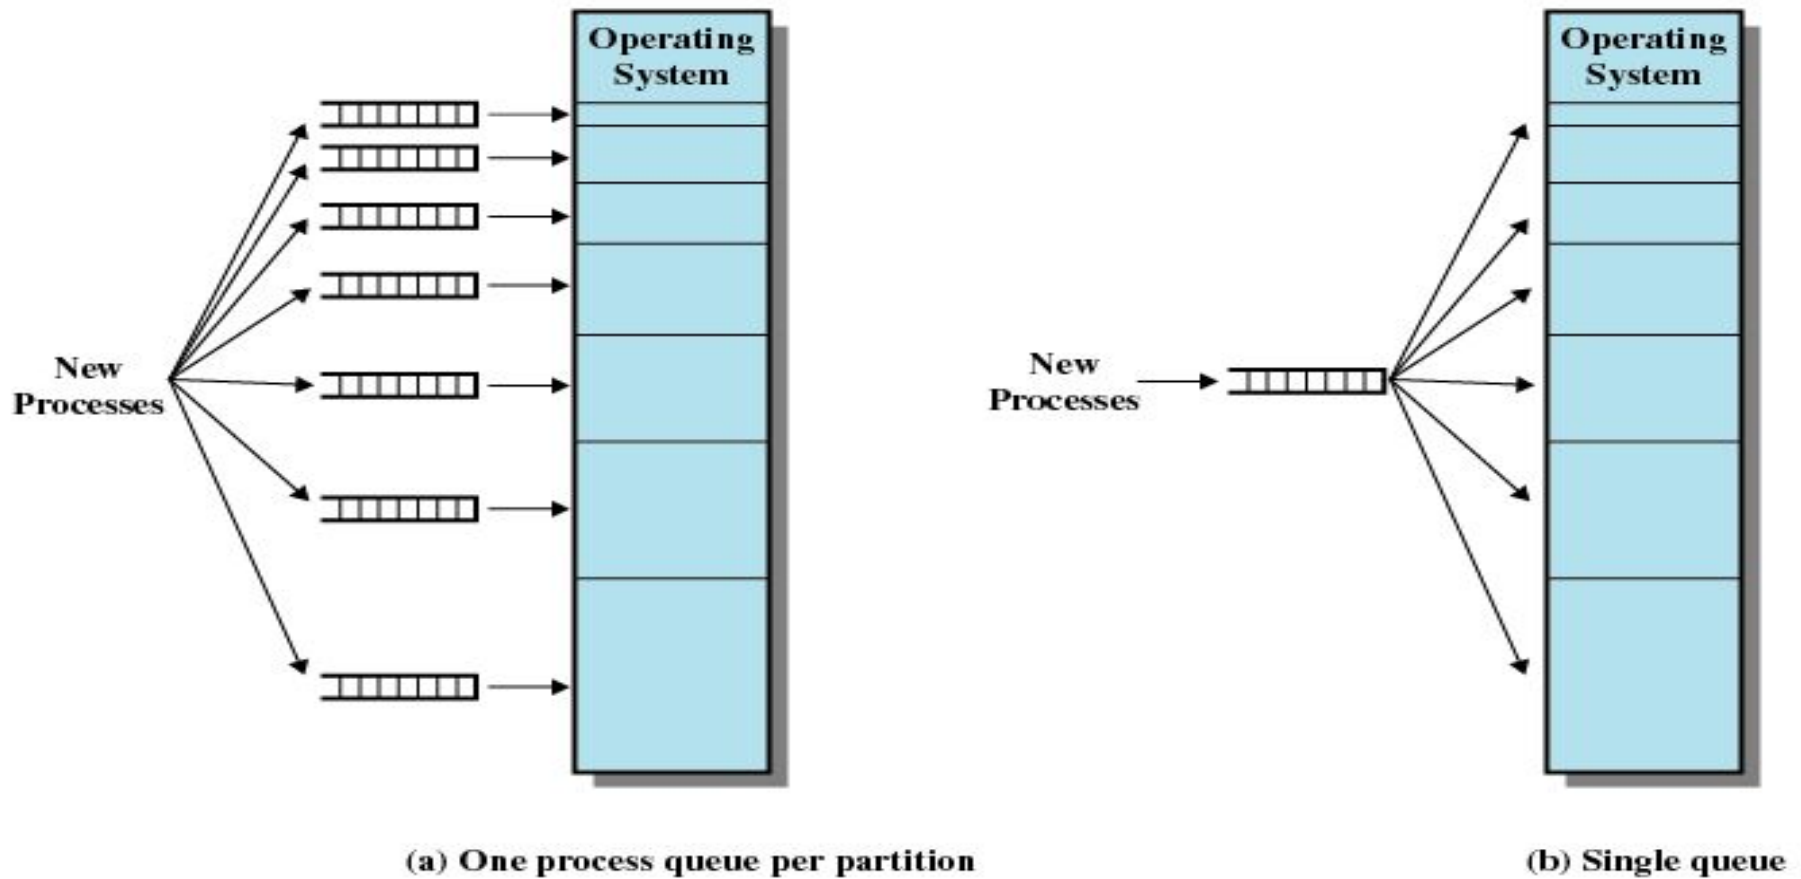 Operating
System
New
Processes
(a) One process queue per partition
Operating
System
New
Processes
(b) Single queue